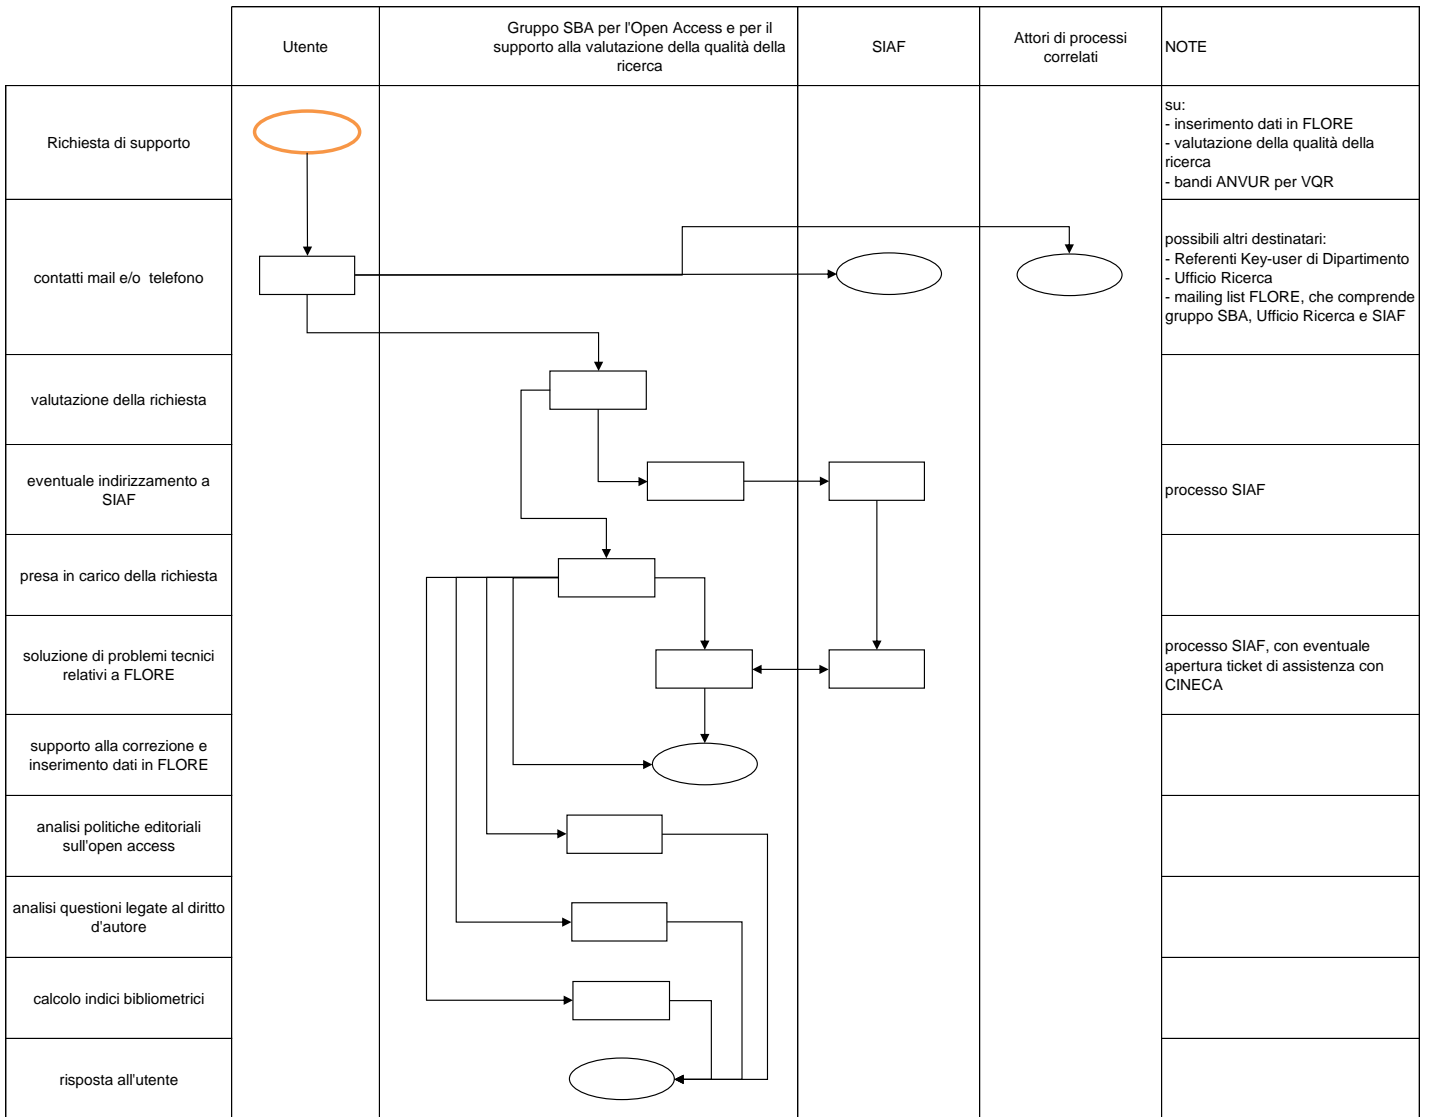 Utente
Gruppo SBA per l'Open Access e per il
supporto alla valutazione della qualità della
ricerca
SIAF
Attori di processi
correlati
NOTE
Richiesta di supporto
su:
- inserimento dati in FLORE
- valutazione della qualità della
ricerca
- bandi ANVUR per VQR
contatti mail e/o telefono
possibili altri destinatari:
- Referenti Key-user di Dipartimento
- Ufficio Ricerca
- mailing list FLORE, che comprende
gruppo SBA, Ufficio Ricerca e SIAF
valutazione della richiesta
eventuale indirizzamento a
SIAF
processo SIAF
presa in carico della richiesta
soluzione di problemi tecnici
relativi a FLORE
processo SIAF, con eventuale
apertura ticket di assistenza con
CINECA
supporto alla correzione e
inserimento dati in FLORE
analisi politiche editoriali
sull'open access
analisi questioni legate al diritto
d'autore
calcolo indici bibliometrici
risposta all'utente